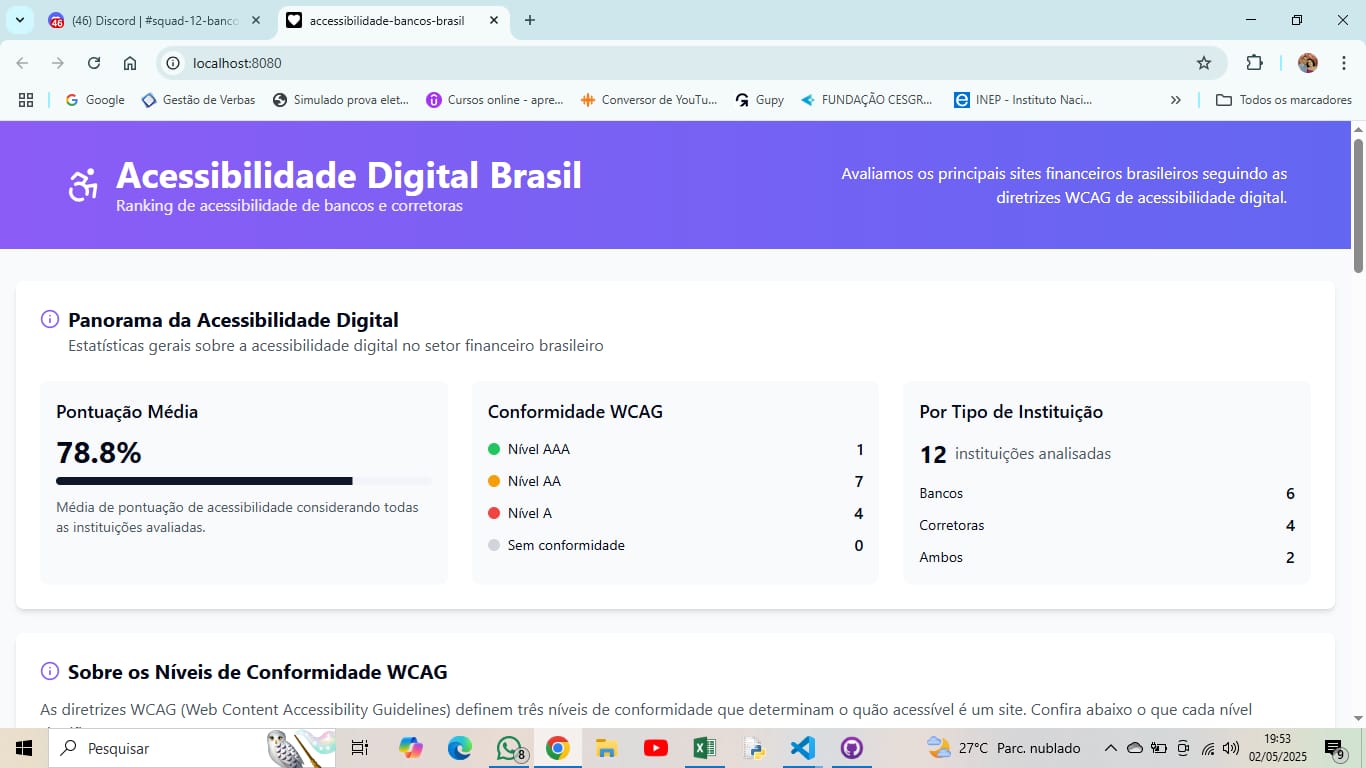 46
(46) Discord | #squad-12-banco
accessibilidade-bancos-brasil
localhost:8080
Google
Gestão de Verbas
Simulado prova elet...
Cursos online - apre...
Conversor de YouTu...
Gupy
FUNDAÇÃO CESGR...
INEP - Instituto Naci...
Todos os marcadores
Acessibilidade Digital Brasil
Ranking de acessibilidade de bancos e corretoras
Avaliamos os principais sites financeiros brasileiros seguindo as
diretrizes WCAG de acessibilidade digital.
Panorama da Acessibilidade Digital
Estatísticas gerais sobre a acessibilidade digital no setor financeiro brasileiro
Pontuação Média
78.8%
Média de pontuação de acessibilidade considerando todas
as instituições avaliadas.
Conformidade WCAG
Nível AAA 1
Nível AA 7
Nível A 4
Sem conformidade 0
Por Tipo de Instituição
12 instituições analisadas
Bancos 6
Corretoras 4
Ambos 2
Sobre os Níveis de Conformidade WCAG
As diretrizes WCAG (Web Content Accessibility Guidelines) definem três níveis de conformidade que determinam o quão acessível é um site. Confira abaixo o que cada nível
Pesquisar
8
27°C Parc. nublado
19:53
02/05/2025
9